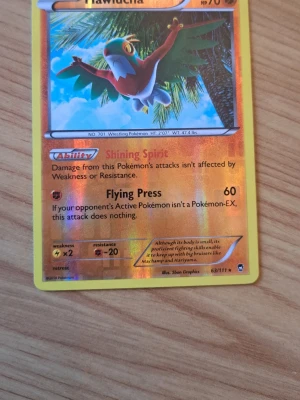 Hawlucha
HP70
NO. 701 Wrestling Pokémon HT. 2'07" WT. 47.4 lbs.
Ability Shining Spirit
Damage from this Pokémon's attacks isn't affected by
Weakness or Resistance.
Flying Press 60
If your opponent's Active Pokémon isn't a Pokémon-EX,
this attack does nothing.
weakness resistance
×2 -20
retreat
Although its body is small, its
proficient fighting skills enable
it to keep up with big bruisers like
Machamp and Hariyama.
Illus. 5ban Graphics 63/111